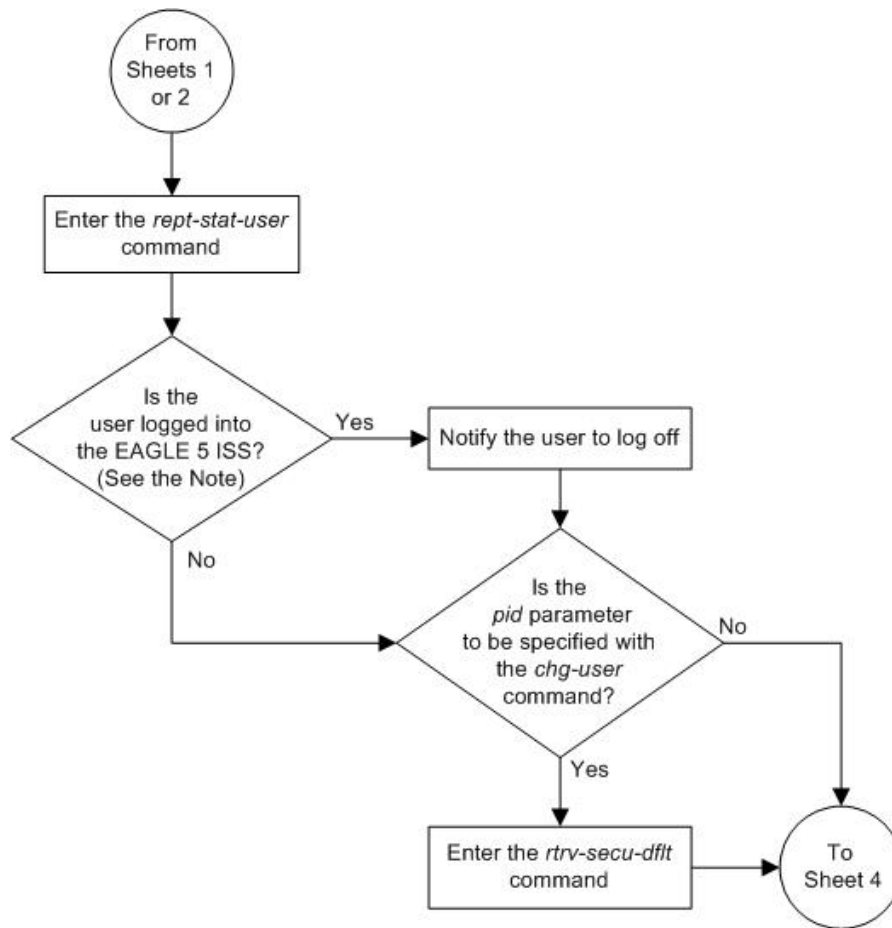 From
Sheets 1
or 2
Enter the rept-stat-user
command
Is the
user logged into
the EAGLE 5 ISS?
(See the Note)
Yes
Notify the user to log off
No
Is the
pid parameter
to be specified with
the chg-user
command?
No
Yes
Enter the rtrv-secu-dflt
command
To
Sheet 4